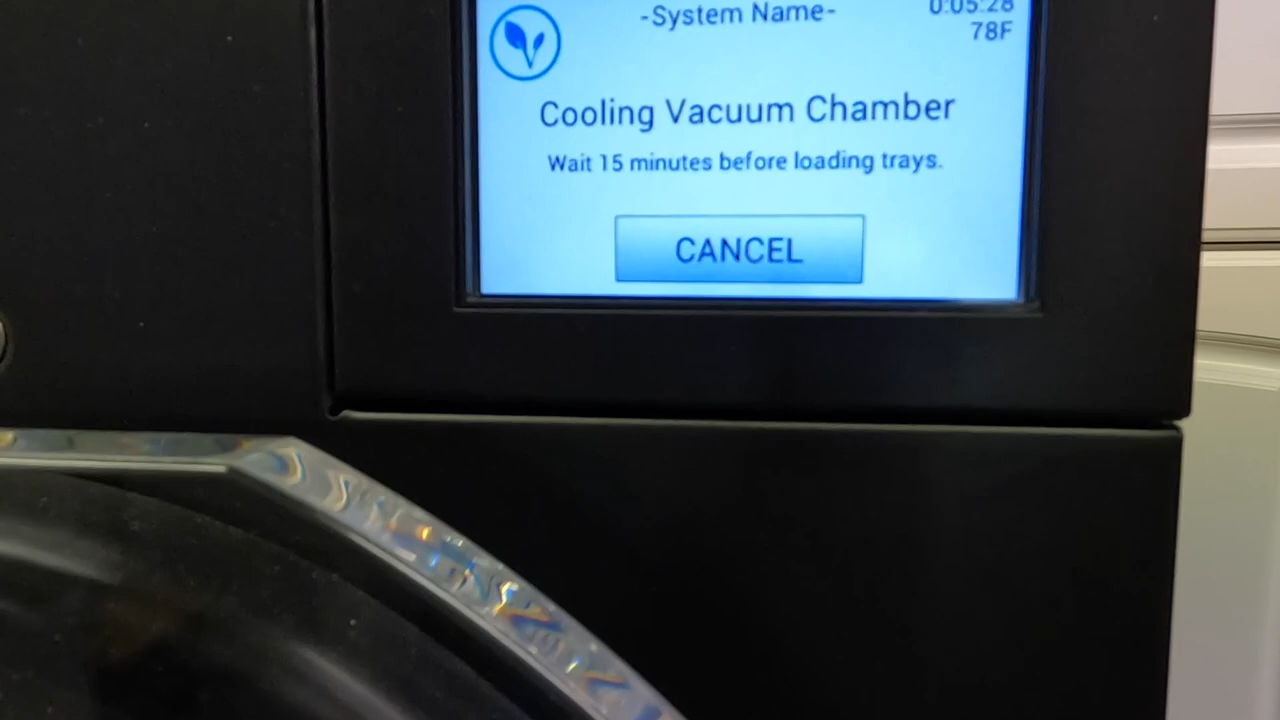 -System Name-
0:05:28
78F
Cooling Vacuum Chamber
Wait 15 minutes before loading trays.
CANCEL